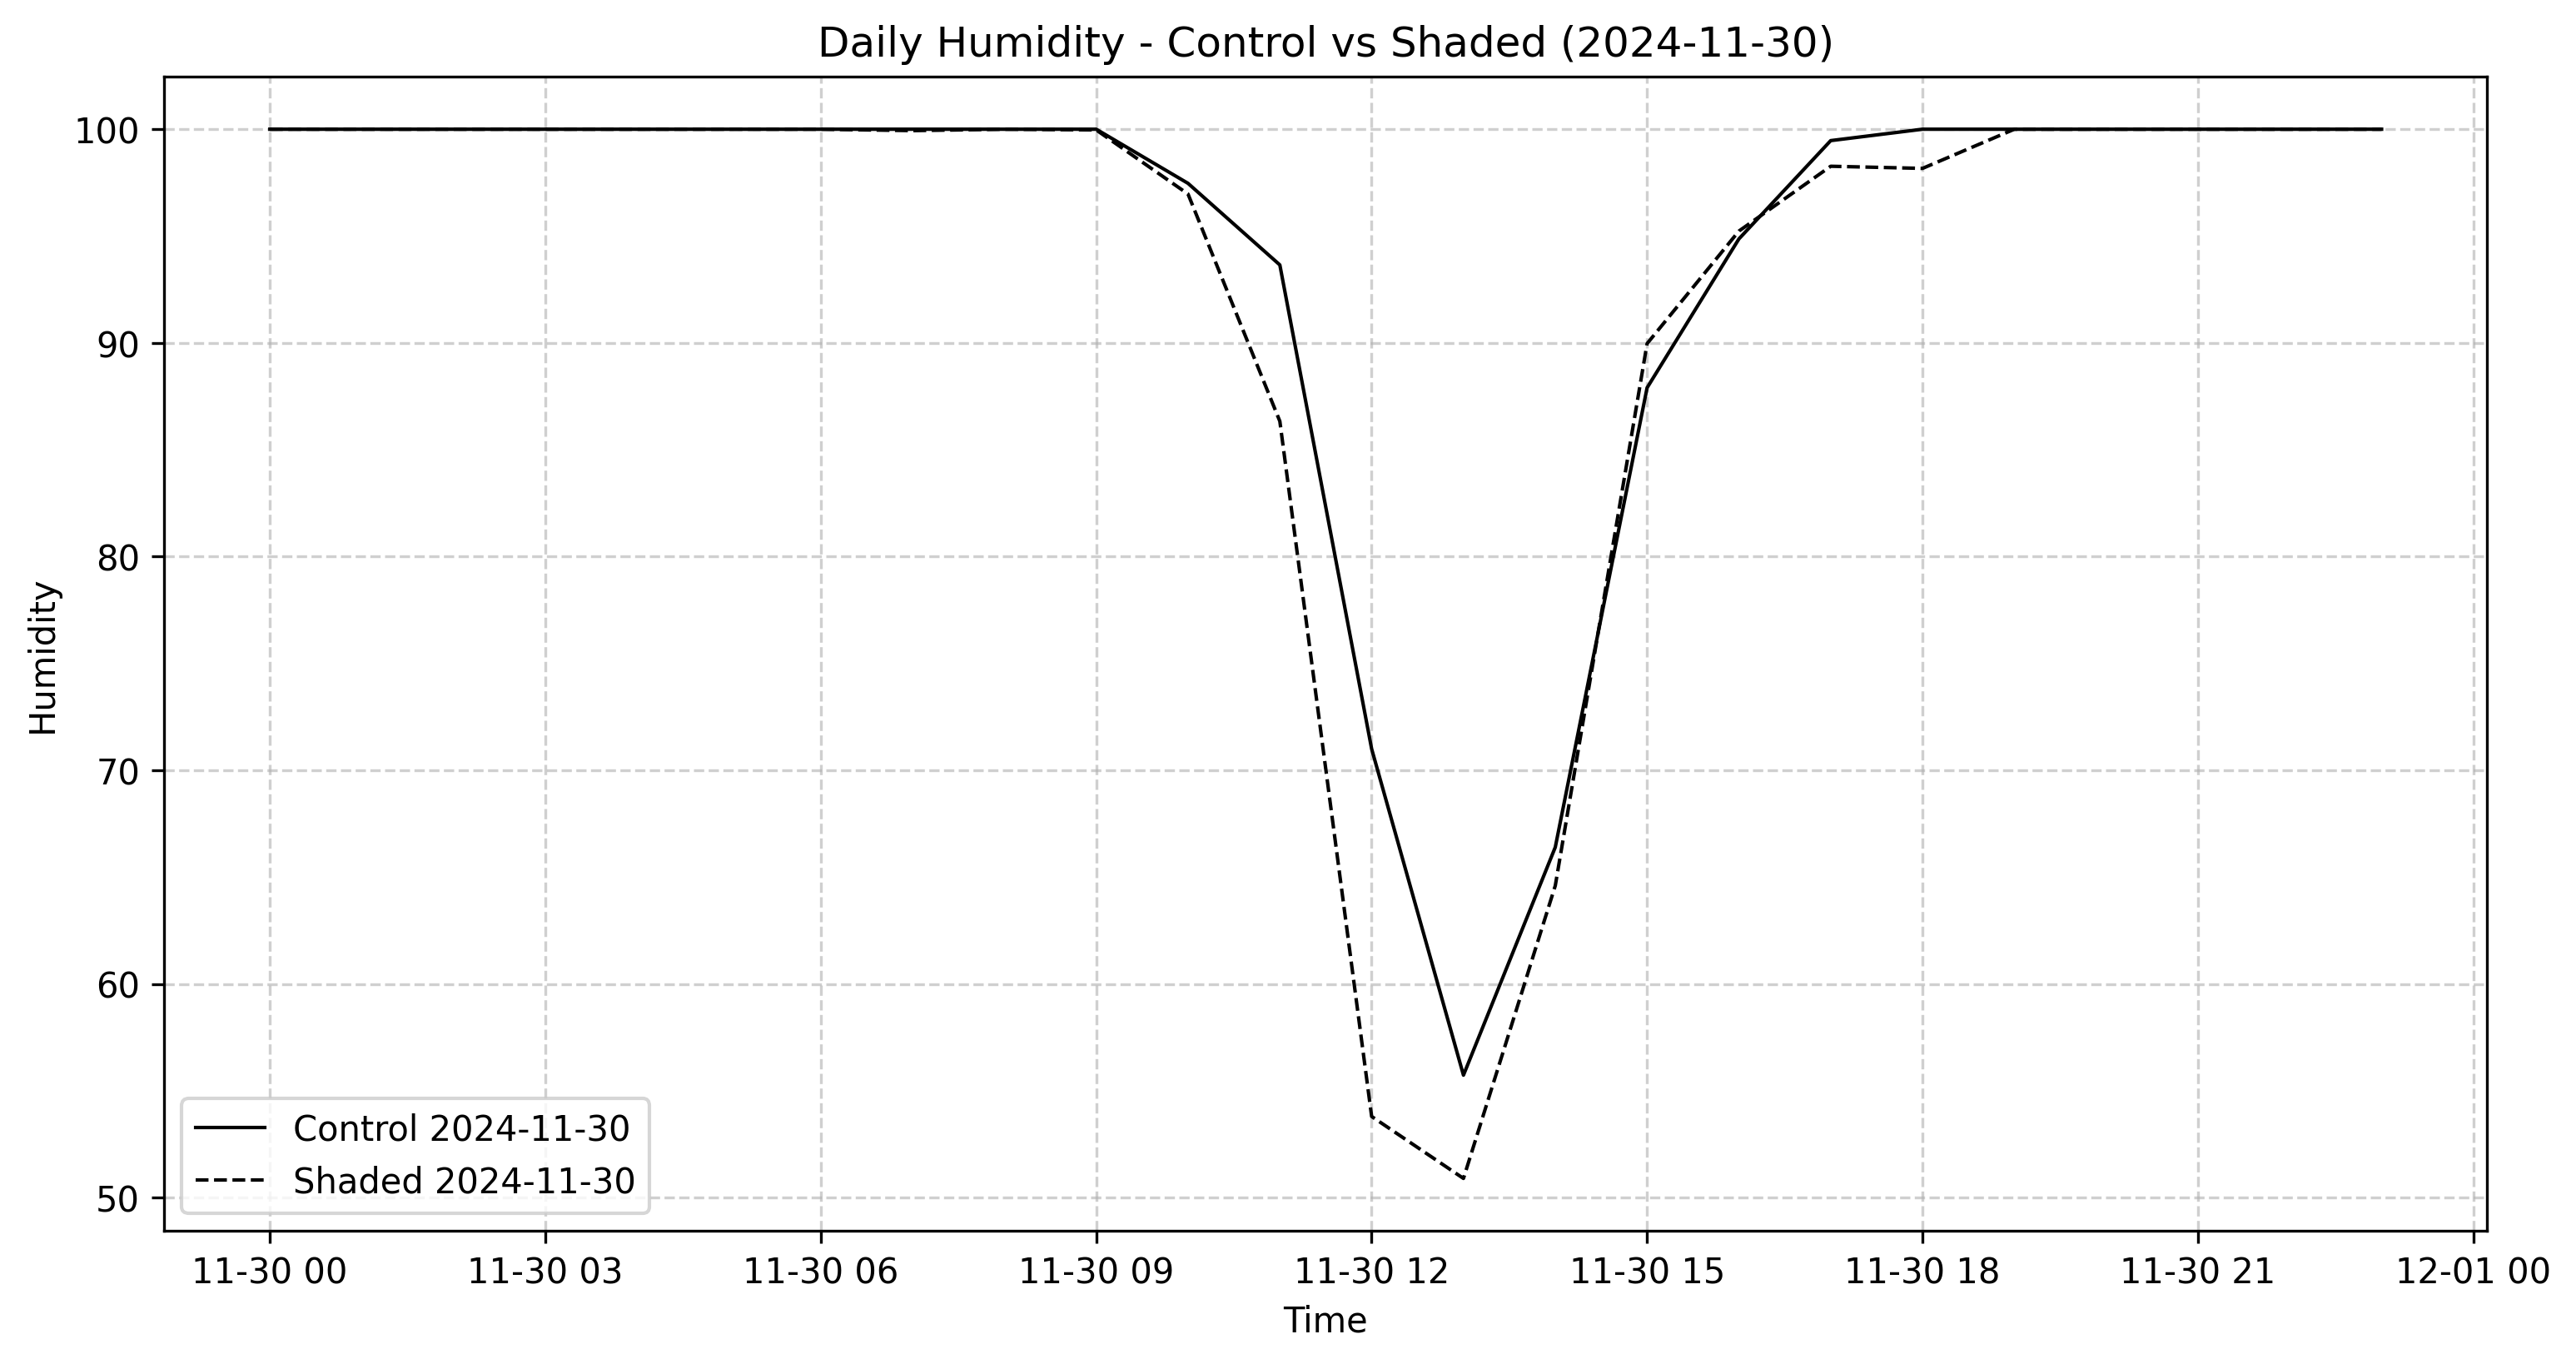 Daily Humidity - Control vs Shaded (2024-11-30)
100
90
80
70
60
50
Humidity
Control 2024-11-30
Shaded 2024-11-30
11-30 00 11-30 03 11-30 06 11-30 09 11-30 12 11-30 15 11-30 18 11-30 21 12-01 00
Time